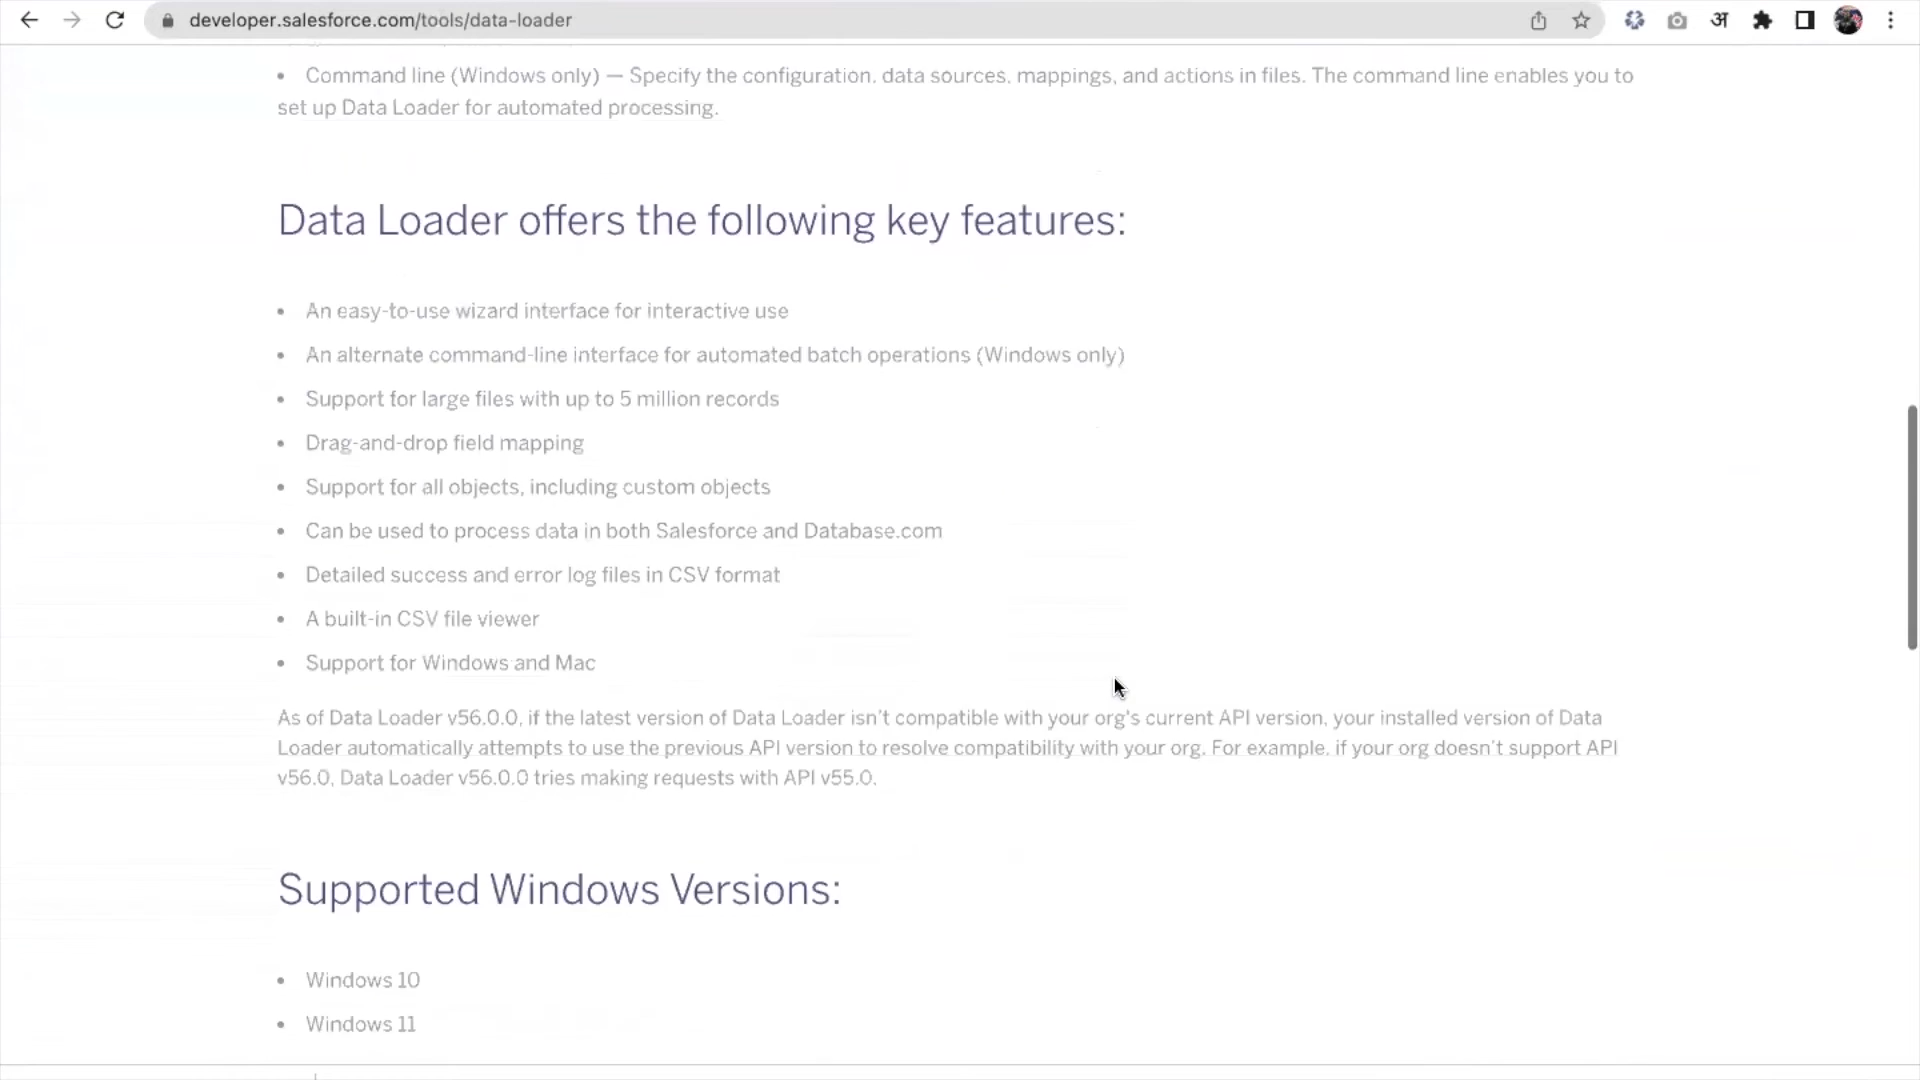 developer.salesforce.com/tools/data-loader
अ
• Command line (Windows only) — Specify the configuration, data sources, mappings, and actions in files. The command line enables you to
set up Data Loader for automated processing.
Data Loader offers the following key features:
• An easy-to-use wizard interface for interactive use
• An alternate command-line interface for automated batch operations (Windows only)
• Support for large files with up to 5 million records
• Drag-and-drop field mapping
• Support for all objects, including custom objects
• Can be used to process data in both Salesforce and Database.com
• Detailed success and error log files in CSV format
• A built-in CSV file viewer
• Support for Windows and Mac
As of Data Loader v56.0.0, if the latest version of Data Loader isn't compatible with your org's current API version, your installed version of Data
Loader automatically attempts to use the previous API version to resolve compatibility with your org. For example, if your org doesn't support API
v56.0, Data Loader v56.0.0 tries making requests with API v55.0.
Supported Windows Versions:
• Windows 10
• Windows 11